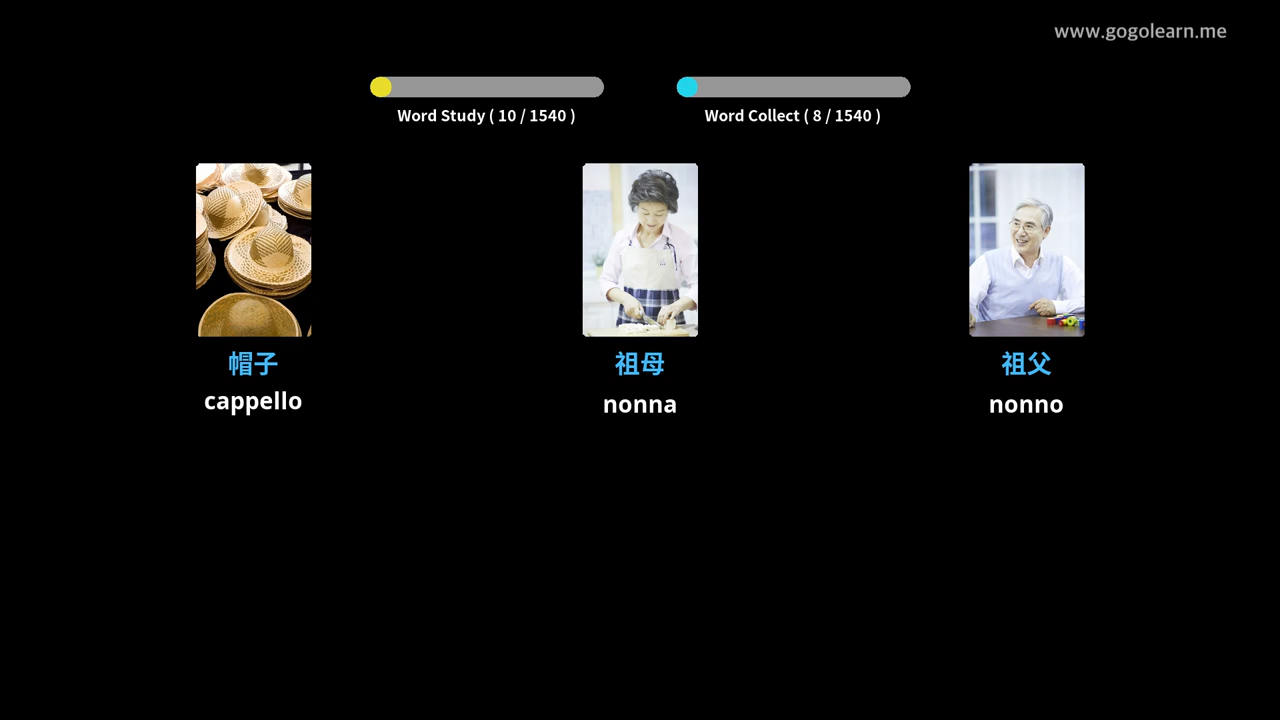 www.gogolearn.me
Word Study ( 10 / 1540 )
Word Collect ( 8 / 1540 )
帽子
cappello
祖母
nonna
祖父
nonno